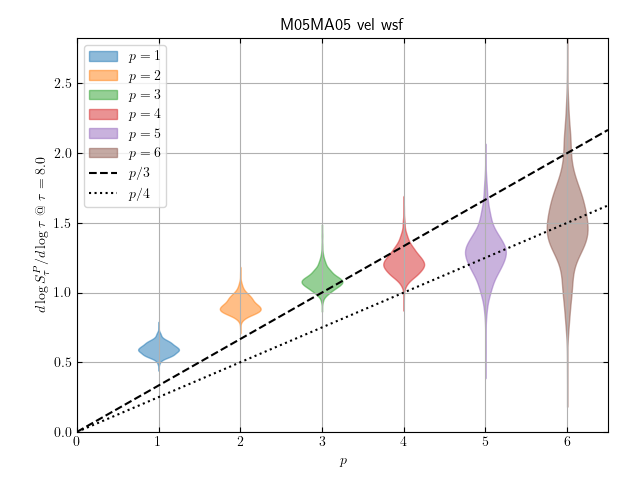 M05MA05 vel wsf
d log S_τ^P / d log τ @ τ = 8.0
2.5
2.0
1.5
1.0
0.5
0.0
p = 1
p = 2
p = 3
p = 4
p = 5
p = 6
p/3
p/4
0 1 2 3 4 5 6
p